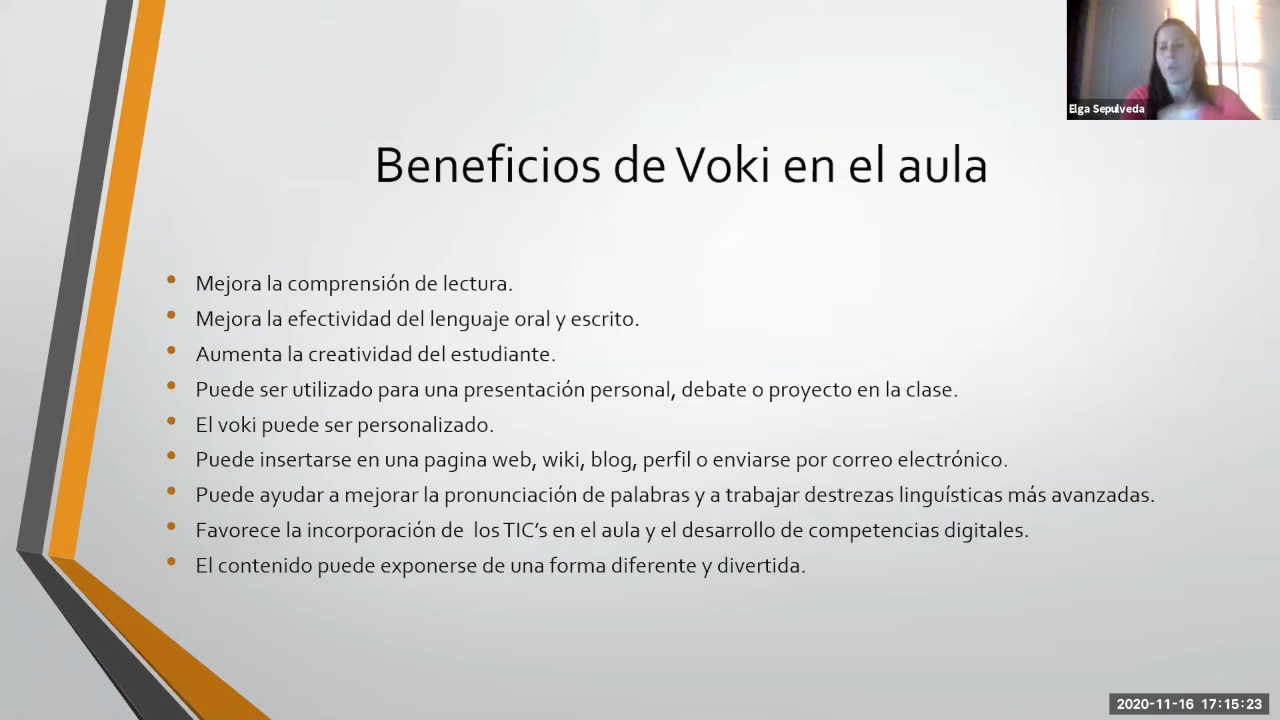 Elga Sepulveda
Beneficios de Voki en el aula
• Mejora la comprensión de lectura.
• Mejora la efectividad del lenguaje oral y escrito.
• Aumenta la creatividad del estudiante.
• Puede ser utilizado para una presentación personal, debate o proyecto en la clase.
• El voki puede ser personalizado.
• Puede insertarse en una pagina web, wiki, blog, perfil o enviarse por correo electrónico.
• Puede ayudar a mejorar la pronunciación de palabras y a trabajar destrezas linguísticas más avanzadas.
• Favorece la incorporación de  los TIC’s en el aula y el desarrollo de competencias digitales.
• El contenido puede exponerse de una forma diferente y divertida.
2020-11-16 17:15:23